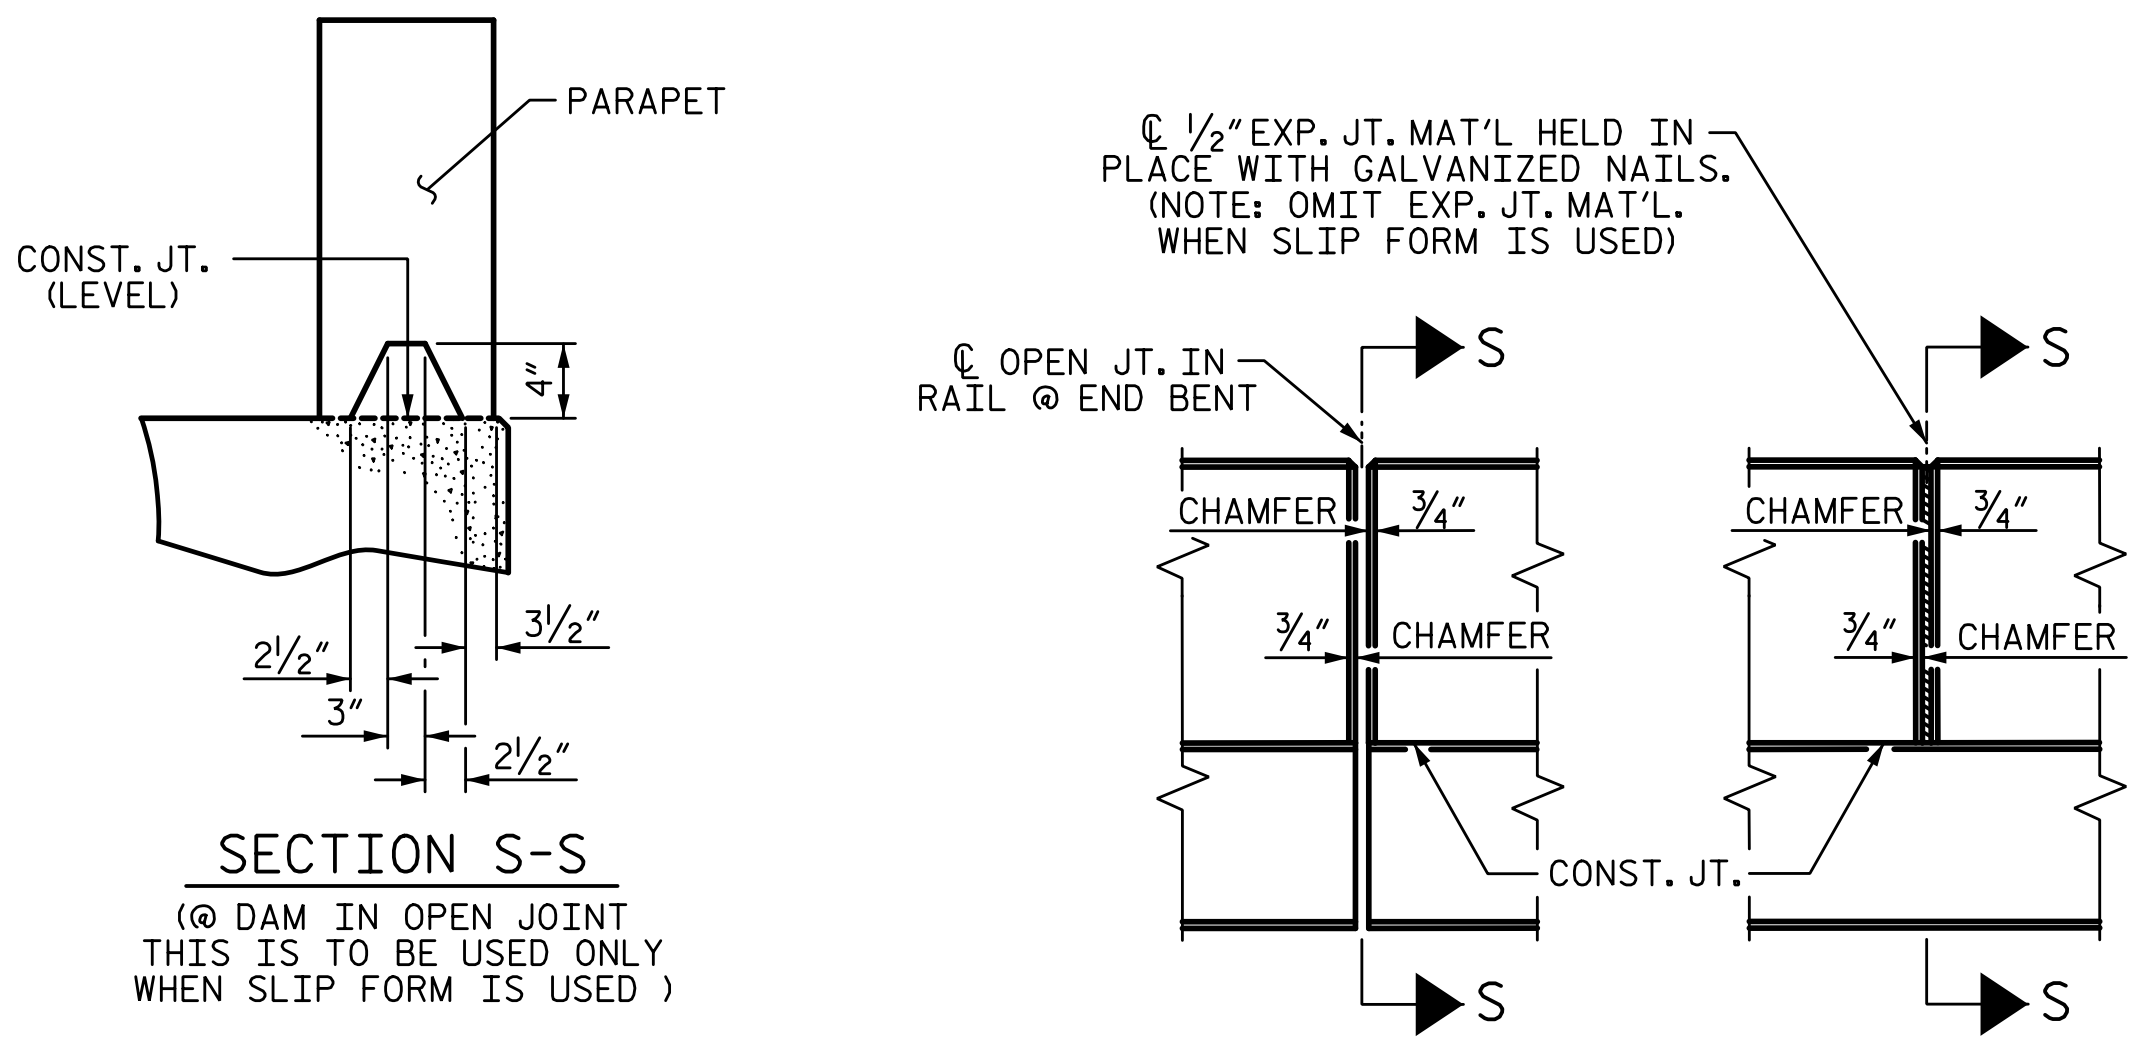 PARAPET
CONST. JT.
(LEVEL)
4"
3½"
2½"
3"
2½"
SECTION S-S
(@ DAM IN OPEN JOINT
THIS IS TO BE USED ONLY
WHEN SLIP FORM IS USED )
℄ ½" EXP. JT. MAT'L HELD IN
PLACE WITH GALVANIZED NAILS.
(NOTE: OMIT EXP. JT. MAT'L.
WHEN SLIP FORM IS USED)
℄ OPEN JT. IN
RAIL @ END BENT
S
S
CHAMFER ¾"
CHAMFER ¾"
¾" CHAMFER
¾" CHAMFER
CONST. JT.
S
S